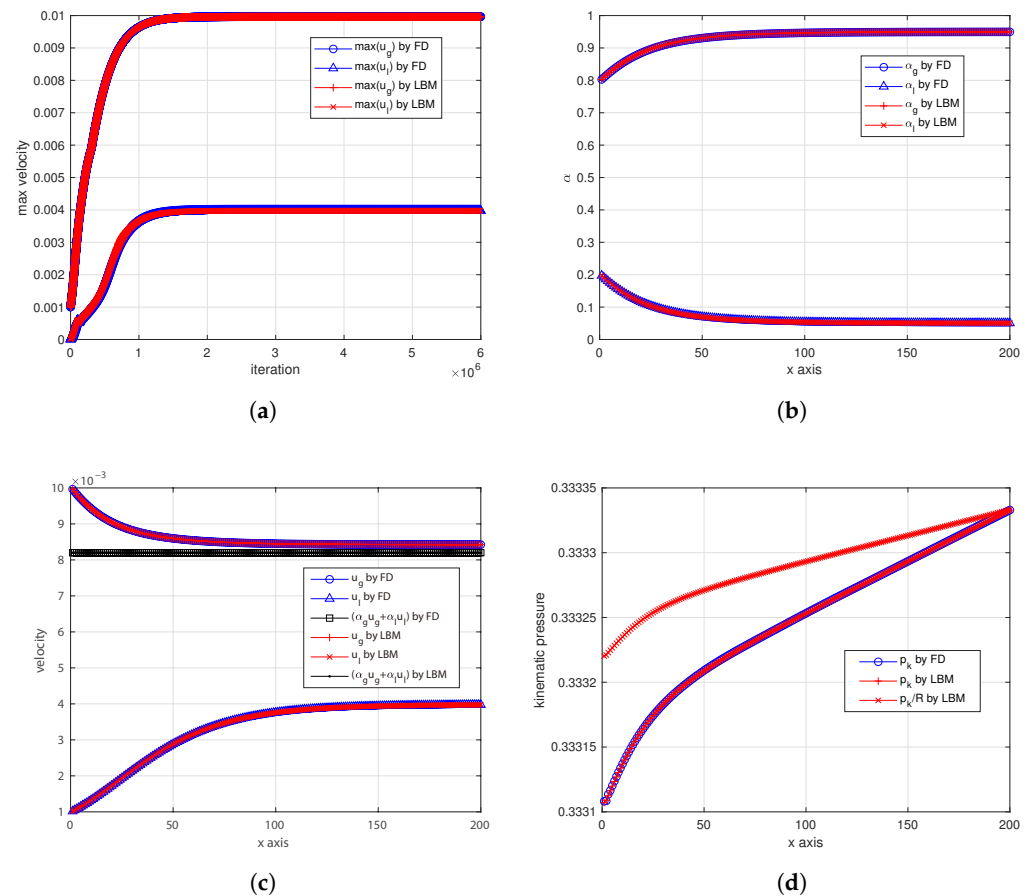 0.01
0.009
0.008
0.007
0.006
0.005
0.004
0.003
0.002
0.001
0
max velocity
max(u_g) by FD
max(u_l) by FD
max(u_g) by LBM
max(u_l) by LBM
0 1 2 3 4 5 6
iteration
×10^6
(a)
1
0.9
0.8
0.7
0.6
0.5
0.4
0.3
0.2
0.1
0
α
α_g by FD
α_l by FD
α_g by LBM
α_l by LBM
0 50 100 150 200
x axis
(b)
×10^-3
10
9
8
7
6
5
4
3
2
1
velocity
u_g by FD
u_l by FD
(α_g u_g+α_l u_l) by FD
u_g by LBM
u_l by LBM
(α_g u_g+α_l u_l) by LBM
0 50 100 150 200
x axis
(c)
0.33335
0.3333
0.33325
0.3332
0.33315
0.3331
kinematic pressure
p_k by FD
p_k by LBM
p_k/R by LBM
0 50 100 150 200
x axis
(d)